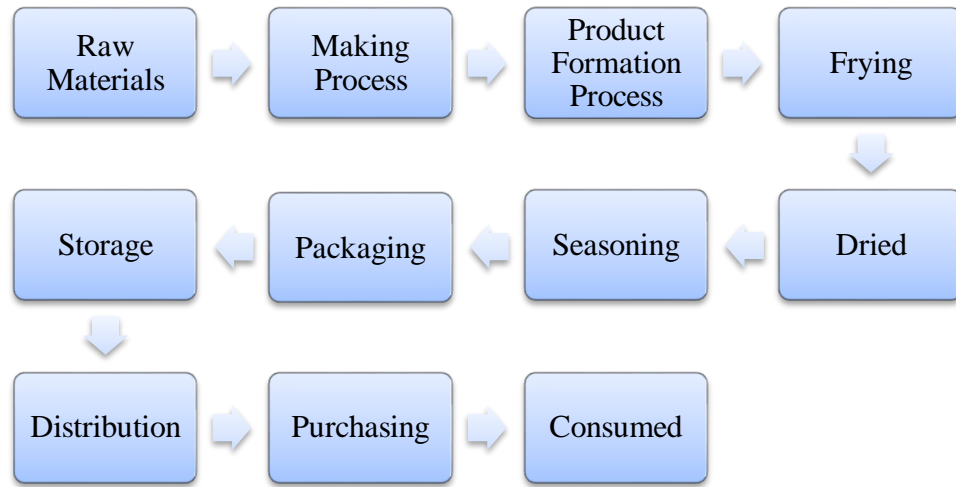 Raw
Materials
Making
Process
Product
Formation
Process
Frying
Dried
Seasoning
Packaging
Storage
Distribution
Purchasing
Consumed